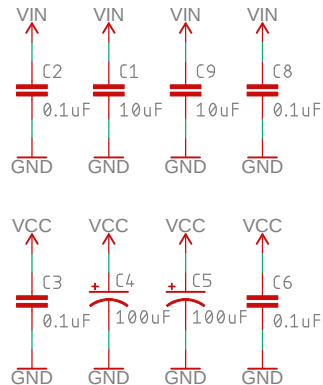 VIN VIN VIN VIN
C2 C1 C9 C8
0.1uF 10uF 10uF 0.1uF
GND GND GND GND
VCC VCC VCC VCC
C3 C4 C5 C6
0.1uF 100uF 100uF 0.1uF
GND GND GND GND